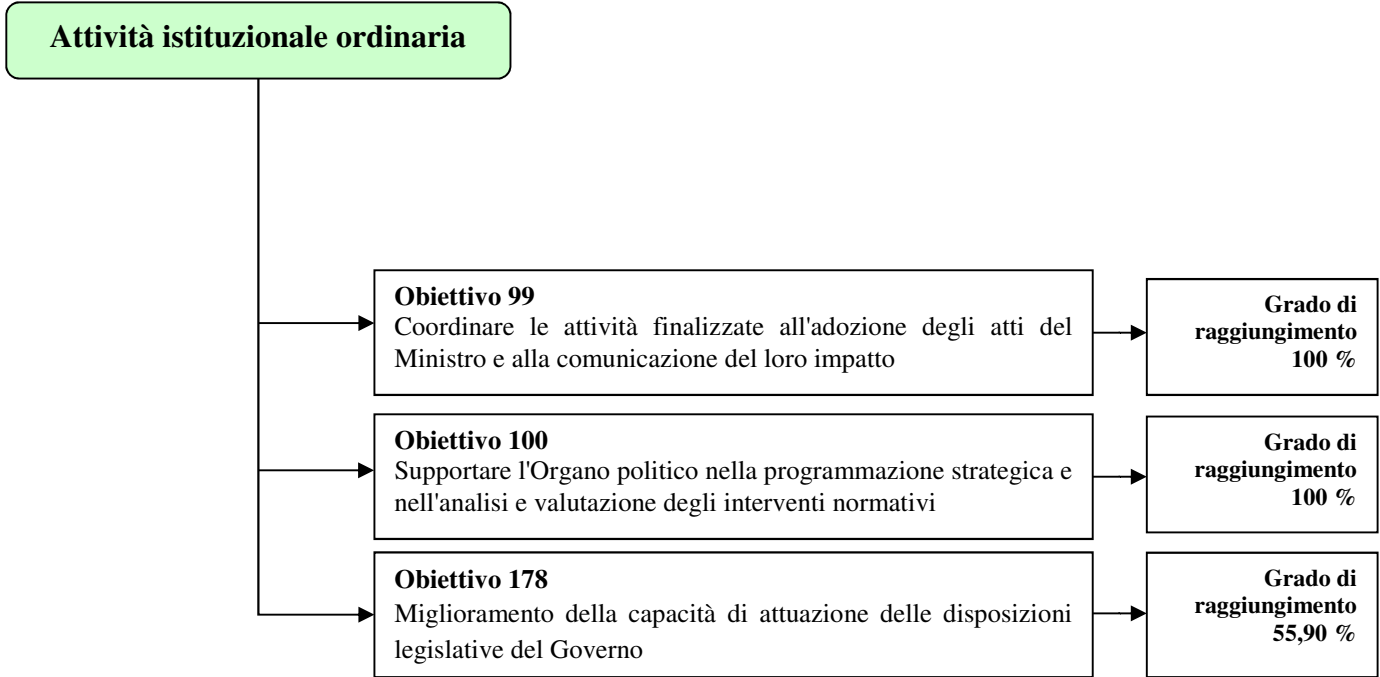 Attività istituzionale ordinaria
Obiettivo 99
Coordinare le attività finalizzate all'adozione degli atti del
Ministro e alla comunicazione del loro impatto
Grado di
raggiungimento
100 %
Obiettivo 100
Supportare l'Organo politico nella programmazione strategica e
nell'analisi e valutazione degli interventi normativi
Grado di
raggiungimento
100 %
Obiettivo 178
Miglioramento della capacità di attuazione delle disposizioni
legislative del Governo
Grado di
raggiungimento
55,90 %